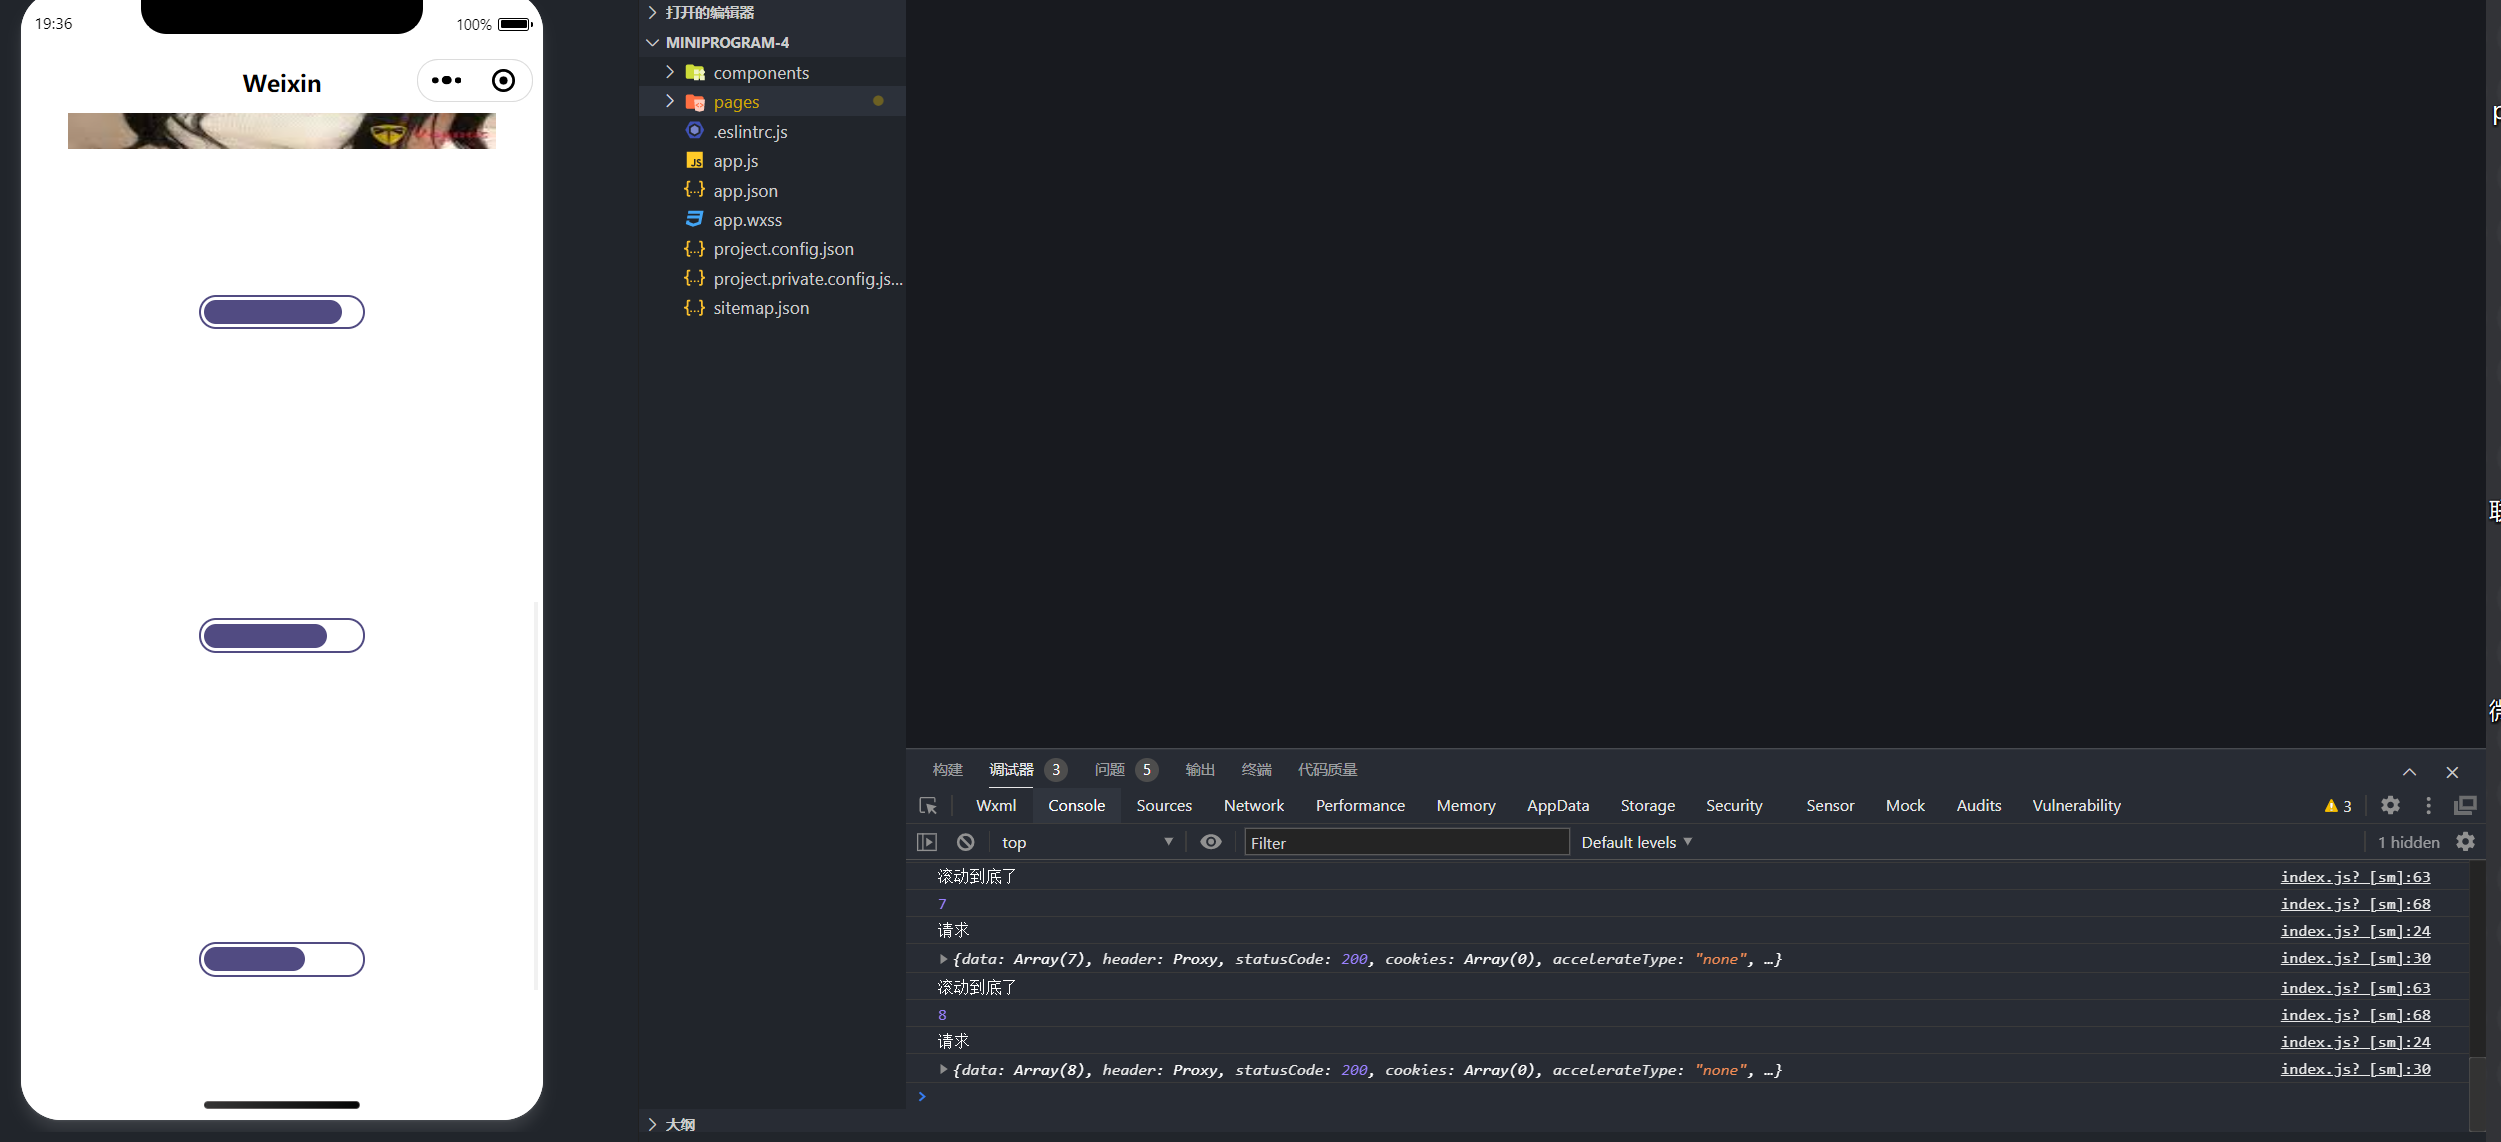 19:36
100%
Weixin
打开的编辑器
MINIPROGRAM-4
components
pages
.eslintrc.js
app.js
app.json
app.wxss
project.config.json
project.private.config.js...
sitemap.json
大纲
构建 调试器 3 问题 5 输出 终端 代码质量
Wxml Console Sources Network Performance Memory AppData Storage Security Sensor Mock Audits Vulnerability 3
top Filter Default levels 1 hidden
滚动到底了 index.js? [sm]:63
7 index.js? [sm]:68
请求 index.js? [sm]:24
{data: Array(7), header: Proxy, statusCode: 200, cookies: Array(0), accelerateType: "none", …} index.js? [sm]:30
滚动到底了 index.js? [sm]:63
8 index.js? [sm]:68
请求 index.js? [sm]:24
{data: Array(8), header: Proxy, statusCode: 200, cookies: Array(0), accelerateType: "none", …} index.js? [sm]:30